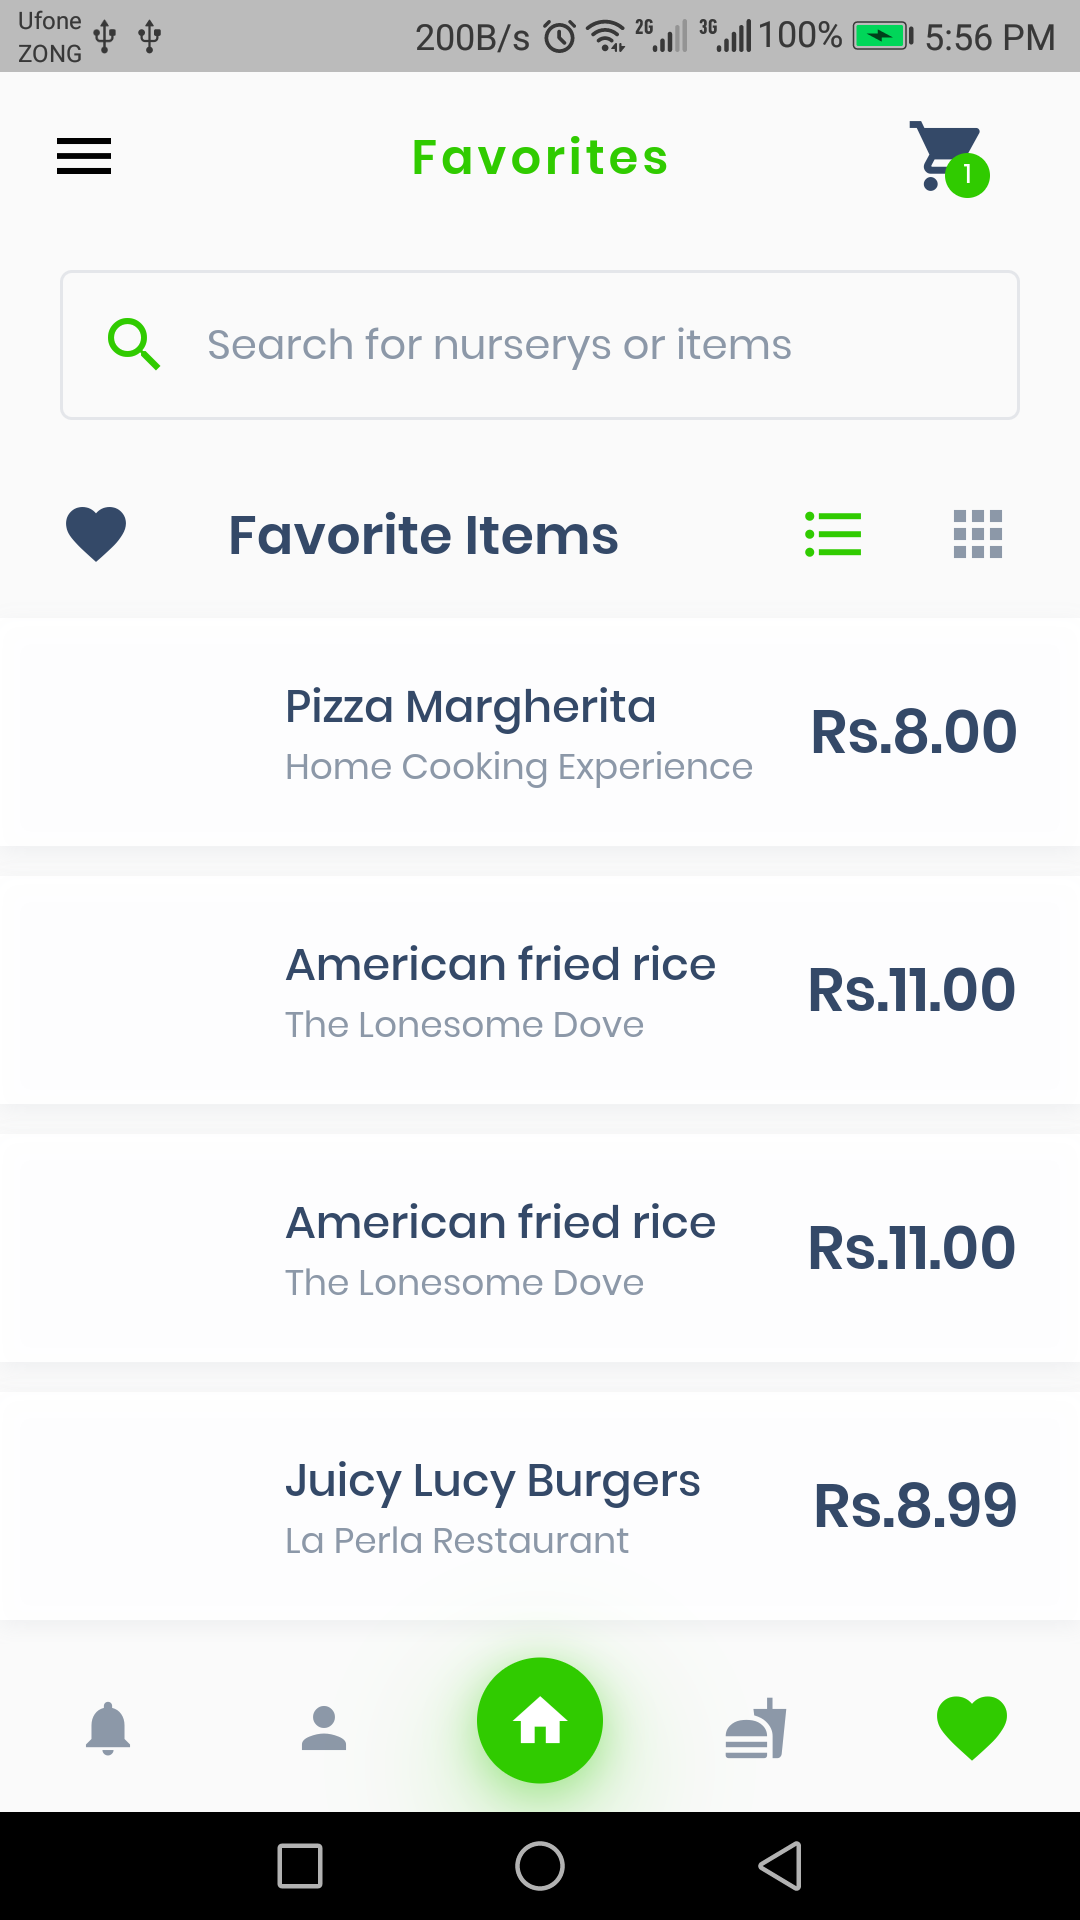 Ufone
ZONG
200B/s 2G 3G 100% 5:56 PM
Favorites
1
Search for nurserys or items
Favorite Items
Pizza Margherita
Home Cooking Experience
Rs.8.00
American fried rice
The Lonesome Dove
Rs.11.00
American fried rice
The Lonesome Dove
Rs.11.00
Juicy Lucy Burgers
La Perla Restaurant
Rs.8.99